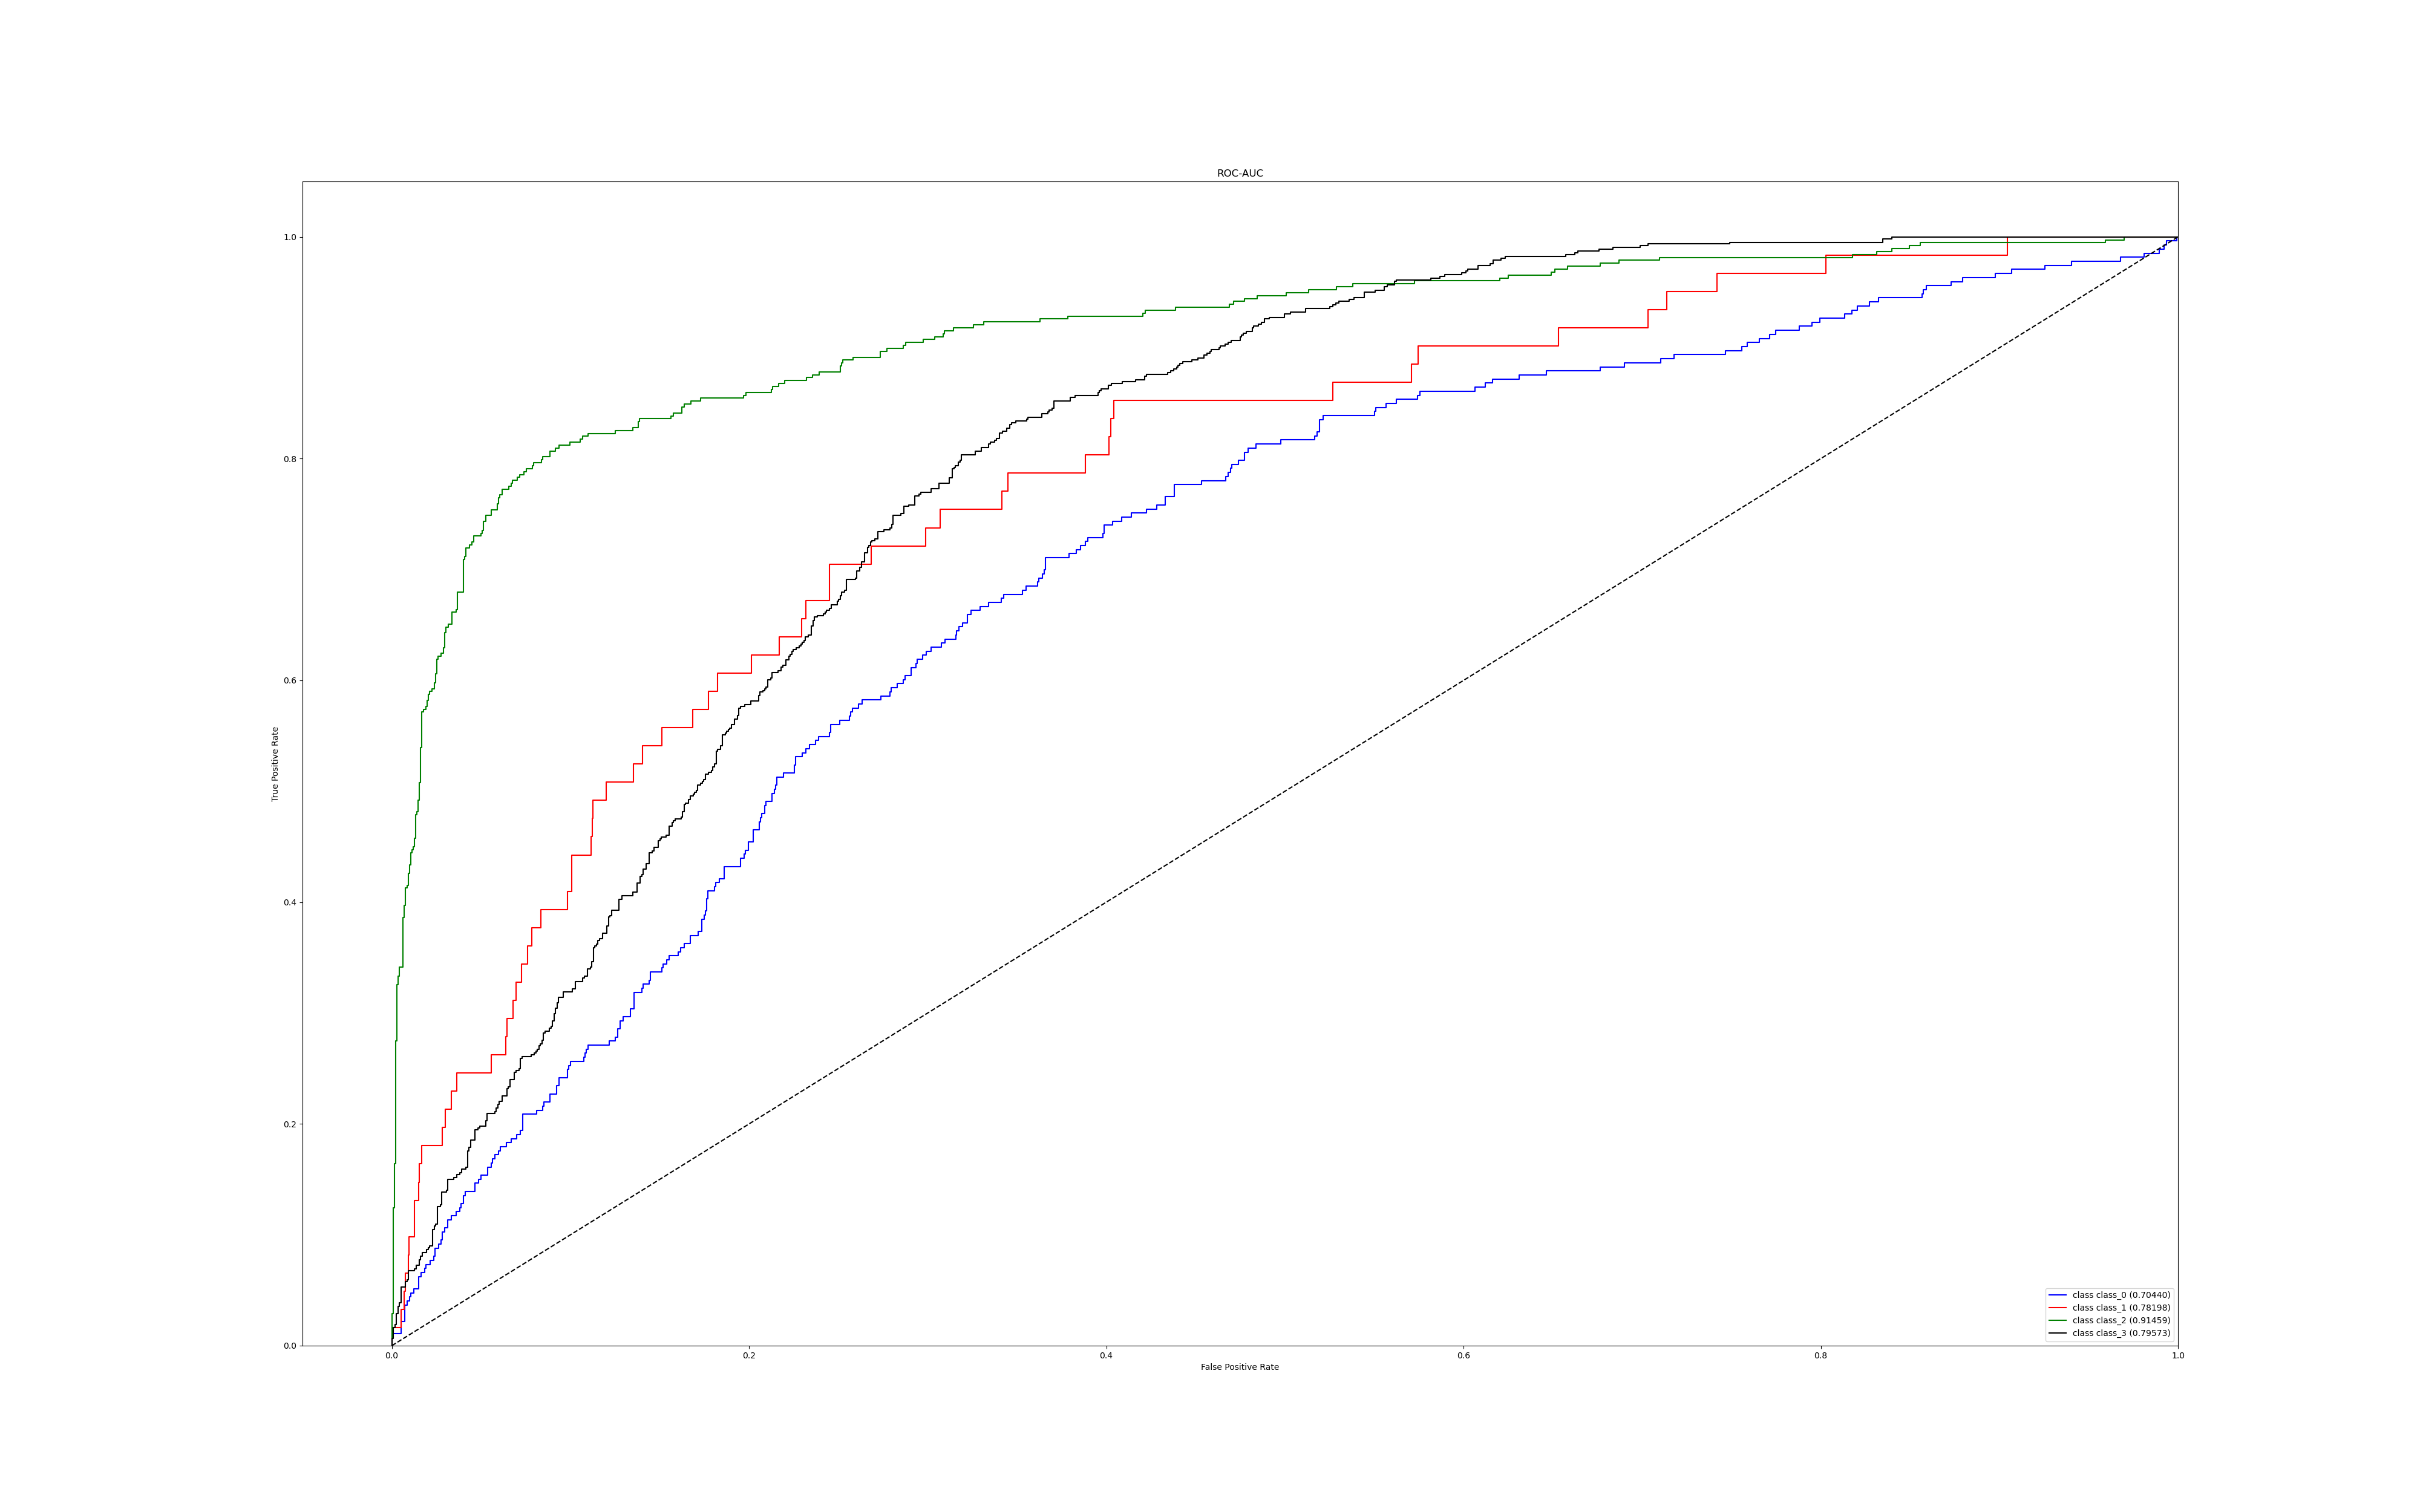 ROC-AUC
True Positive Rate
1.0
0.8
0.6
0.4
0.2
0.0
0.0
0.2
0.4
0.6
0.8
1.0
False Positive Rate
class class_0 (0.70440)
class class_1 (0.78198)
class class_2 (0.91459)
class class_3 (0.79573)